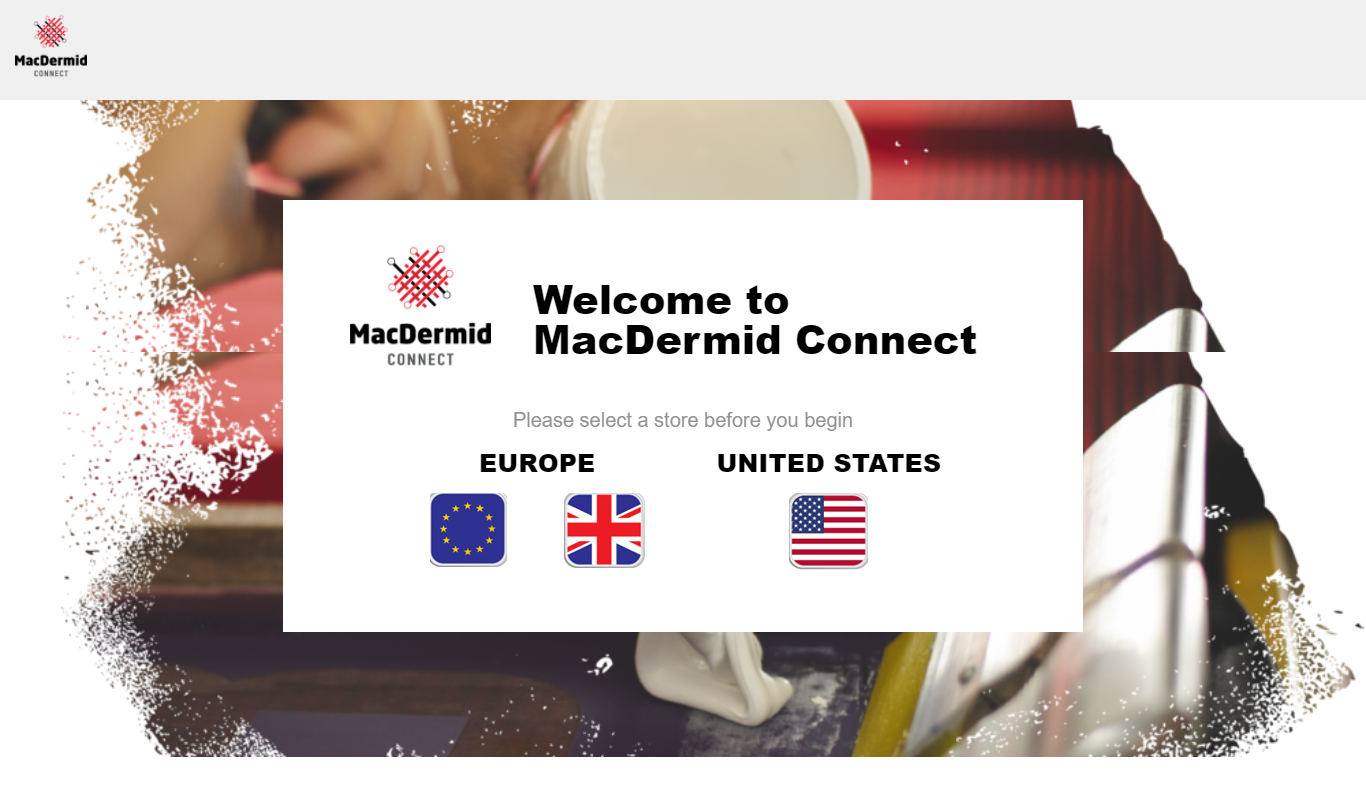 MacDermid
CONNECT
MacDermid
CONNECT
Welcome to
MacDermid Connect
Please select a store before you begin
EUROPE
UNITED STATES